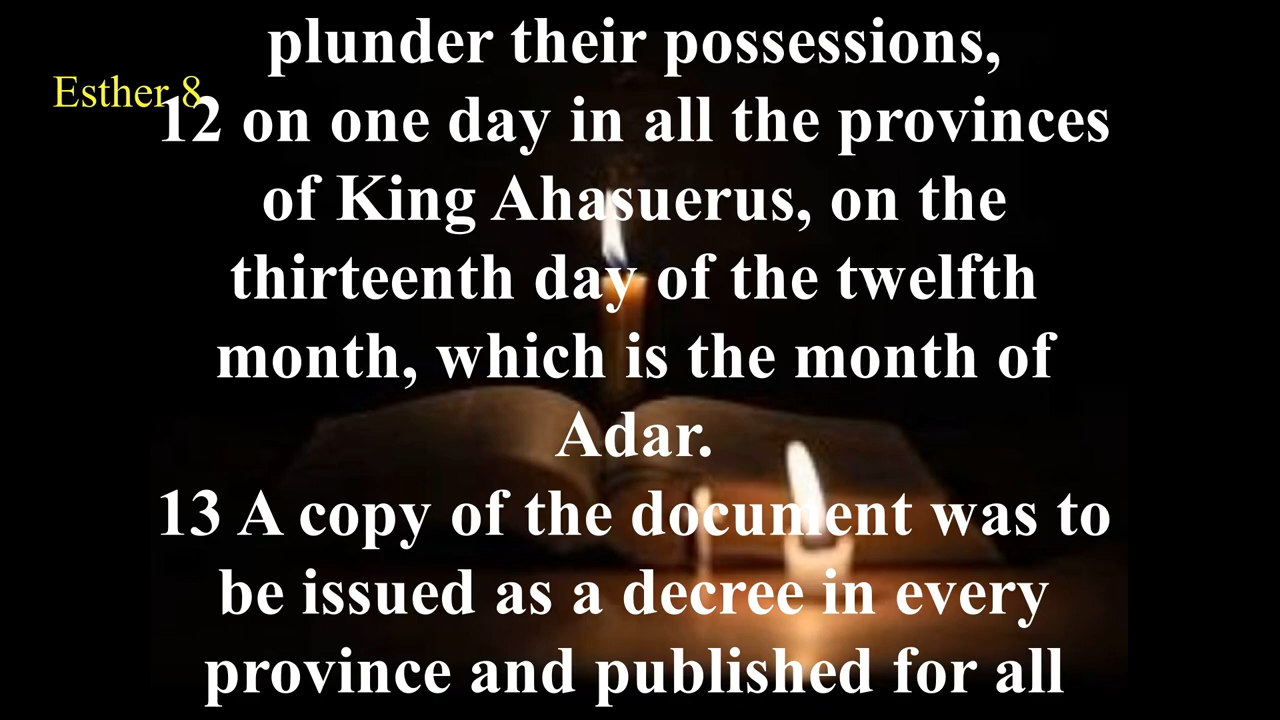 plunder their possessions,
Esther 8
12 on one day in all the provinces
of King Ahasuerus, on the
thirteenth day of the twelfth
month, which is the month of
Adar.
13 A copy of the document was to
be issued as a decree in every
province and published for all